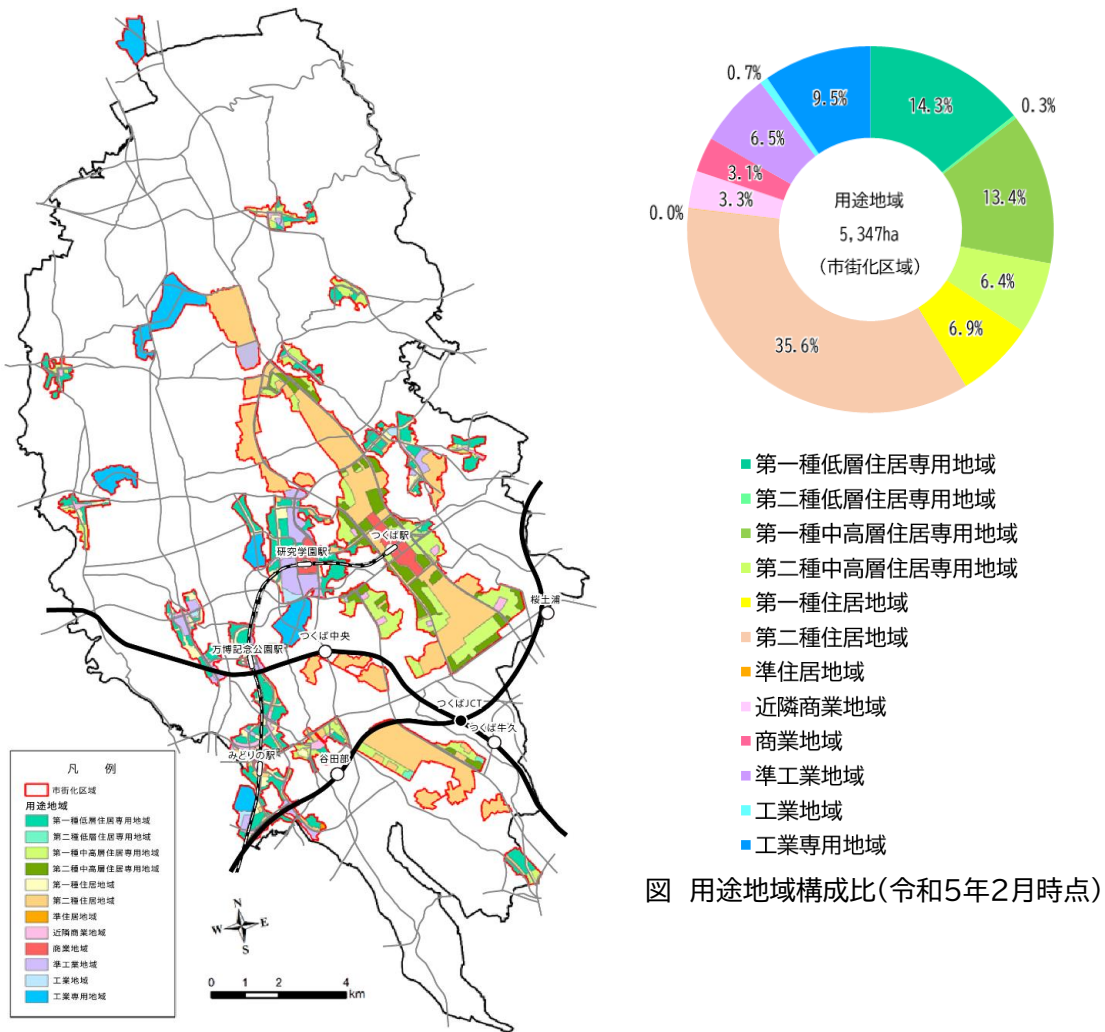 つくば駅
研究学園駅
桜土浦
つくば中央
万博記念公園駅
つくばJCT
つくば牛久
みどりの駅
谷田部
凡 例
市街化区域
用途地域
第一種低層住居専用地域
第二種低層住居専用地域
第一種中高層住居専用地域
第二種中高層住居専用地域
第一種住居地域
第二種住居地域
準住居地域
近隣商業地域
商業地域
準工業地域
工業地域
工業専用地域
N
W E
S
0 1 2 4
km
0.7%
9.5%
14.3%
0.3%
6.5%
3.1%
3.3%
0.0%
13.4%
6.4%
6.9%
35.6%
用途地域
5,347ha
(市街化区域)
第一種低層住居専用地域
第二種低層住居専用地域
第一種中高層住居専用地域
第二種中高層住居専用地域
第一種住居地域
第二種住居地域
準住居地域
近隣商業地域
商業地域
準工業地域
工業地域
工業専用地域
図 用途地域構成比(令和5年2月時点)